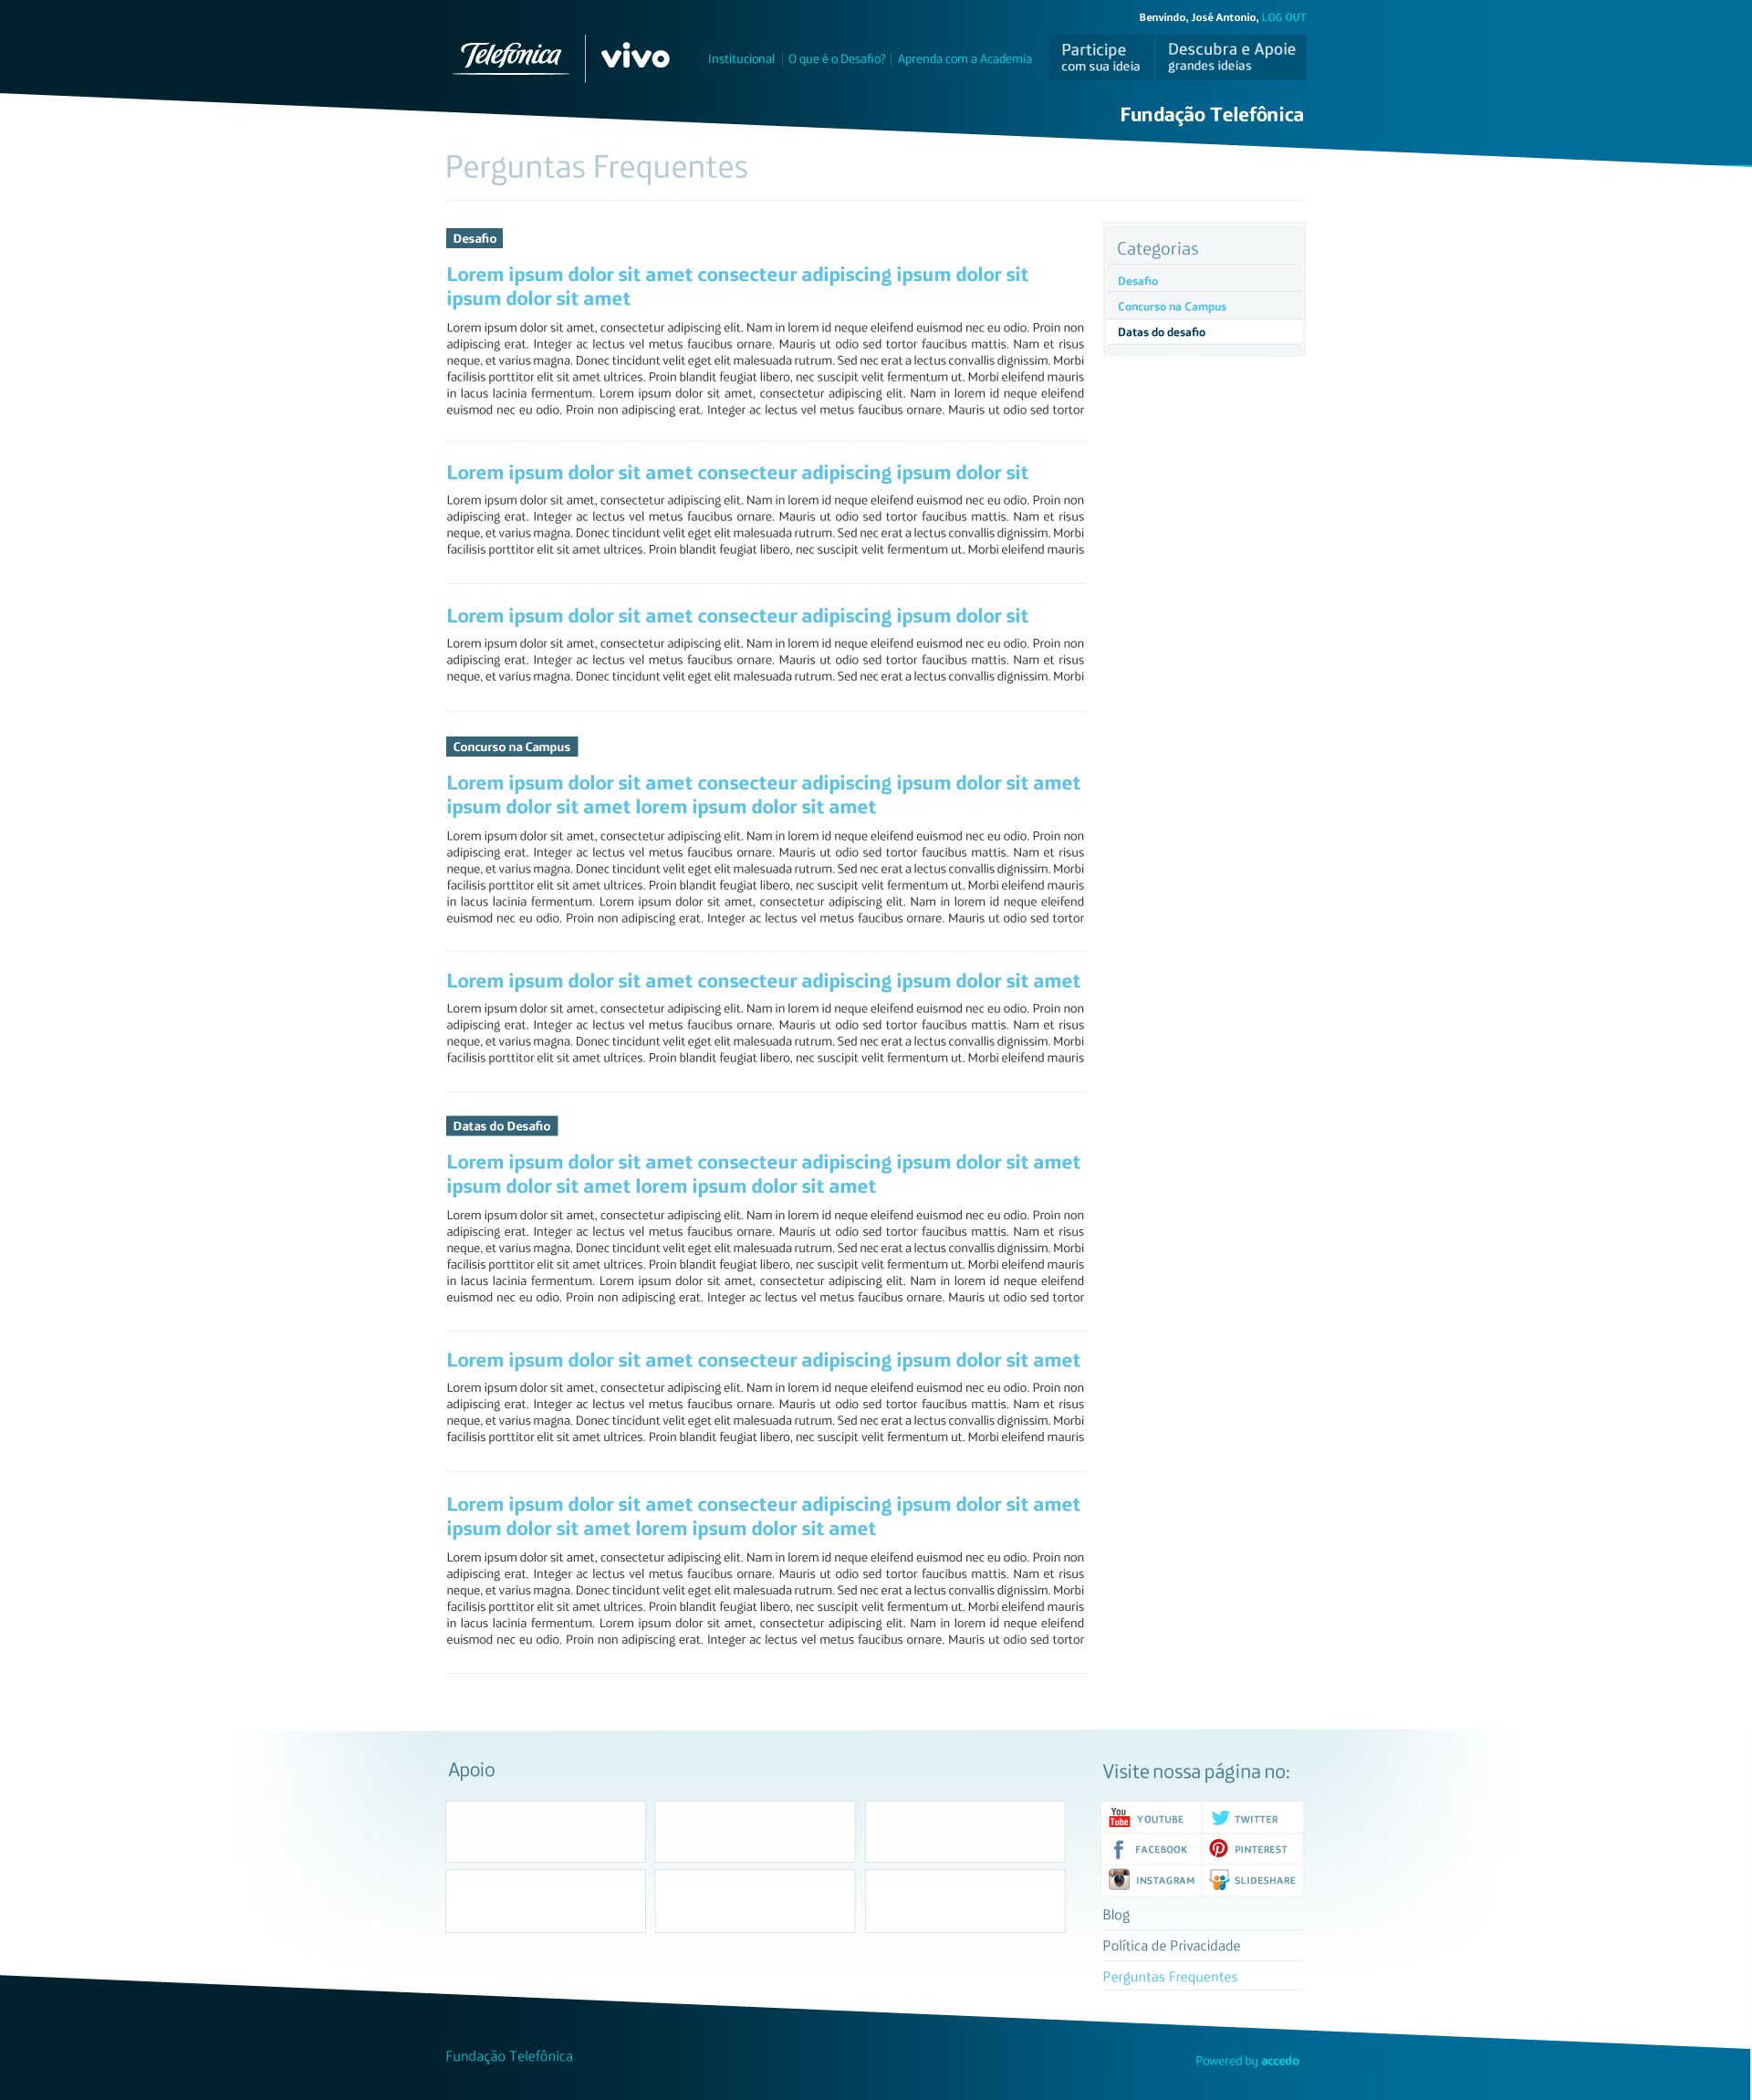 Benvindo, José Antonio, LOG OUT
Telefónica
vivo
Institucional
O que é o Desafio?
Aprenda com a Academia
Participe
com sua ideia
Descubra e Apoie
grandes ideias
Fundação Telefônica
Perguntas Frequentes
Desafio
Lorem ipsum dolor sit amet consecteur adipiscing ipsum dolor sit
ipsum dolor sit amet
Lorem ipsum dolor sit amet, consectetur adipiscing elit. Nam in lorem id neque eleifend euismod nec eu odio. Proin non
adipiscing erat. Integer ac lectus vel metus faucibus ornare. Mauris ut odio sed tortor faucibus mattis. Nam et risus
neque, et varius magna. Donec tincidunt velit eget elit malesuada rutrum. Sed nec erat a lectus convallis dignissim. Morbi
facilisis porttitor elit sit amet ultrices. Proin blandit feugiat libero, nec suscipit velit fermentum ut. Morbi eleifend mauris
in lacus lacinia fermentum. Lorem ipsum dolor sit amet, consectetur adipiscing elit. Nam in lorem id neque eleifend
euismod nec eu odio. Proin non adipiscing erat. Integer ac lectus vel metus faucibus ornare. Mauris ut odio sed tortor
Lorem ipsum dolor sit amet consecteur adipiscing ipsum dolor sit
Lorem ipsum dolor sit amet, consectetur adipiscing elit. Nam in lorem id neque eleifend euismod nec eu odio. Proin non
adipiscing erat. Integer ac lectus vel metus faucibus ornare. Mauris ut odio sed tortor faucibus mattis. Nam et risus
neque, et varius magna. Donec tincidunt velit eget elit malesuada rutrum. Sed nec erat a lectus convallis dignissim. Morbi
facilisis porttitor elit sit amet ultrices. Proin blandit feugiat libero, nec suscipit velit fermentum ut. Morbi eleifend mauris
Lorem ipsum dolor sit amet consecteur adipiscing ipsum dolor sit
Lorem ipsum dolor sit amet, consectetur adipiscing elit. Nam in lorem id neque eleifend euismod nec eu odio. Proin non
adipiscing erat. Integer ac lectus vel metus faucibus ornare. Mauris ut odio sed tortor faucibus mattis. Nam et risus
neque, et varius magna. Donec tincidunt velit eget elit malesuada rutrum. Sed nec erat a lectus convallis dignissim. Morbi
Concurso na Campus
Lorem ipsum dolor sit amet consecteur adipiscing ipsum dolor sit amet
ipsum dolor sit amet lorem ipsum dolor sit amet
Lorem ipsum dolor sit amet, consectetur adipiscing elit. Nam in lorem id neque eleifend euismod nec eu odio. Proin non
adipiscing erat. Integer ac lectus vel metus faucibus ornare. Mauris ut odio sed tortor faucibus mattis. Nam et risus
neque, et varius magna. Donec tincidunt velit eget elit malesuada rutrum. Sed nec erat a lectus convallis dignissim. Morbi
facilisis porttitor elit sit amet ultrices. Proin blandit feugiat libero, nec suscipit velit fermentum ut. Morbi eleifend mauris
in lacus lacinia fermentum. Lorem ipsum dolor sit amet, consectetur adipiscing elit. Nam in lorem id neque eleifend
euismod nec eu odio. Proin non adipiscing erat. Integer ac lectus vel metus faucibus ornare. Mauris ut odio sed tortor
Lorem ipsum dolor sit amet consecteur adipiscing ipsum dolor sit amet
Lorem ipsum dolor sit amet, consectetur adipiscing elit. Nam in lorem id neque eleifend euismod nec eu odio. Proin non
adipiscing erat. Integer ac lectus vel metus faucibus ornare. Mauris ut odio sed tortor faucibus mattis. Nam et risus
neque, et varius magna. Donec tincidunt velit eget elit malesuada rutrum. Sed nec erat a lectus convallis dignissim. Morbi
facilisis porttitor elit sit amet ultrices. Proin blandit feugiat libero, nec suscipit velit fermentum ut. Morbi eleifend mauris
Datas do Desafio
Lorem ipsum dolor sit amet consecteur adipiscing ipsum dolor sit amet
ipsum dolor sit amet lorem ipsum dolor sit amet
Lorem ipsum dolor sit amet, consectetur adipiscing elit. Nam in lorem id neque eleifend euismod nec eu odio. Proin non
adipiscing erat. Integer ac lectus vel metus faucibus ornare. Mauris ut odio sed tortor faucibus mattis. Nam et risus
neque, et varius magna. Donec tincidunt velit eget elit malesuada rutrum. Sed nec erat a lectus convallis dignissim. Morbi
facilisis porttitor elit sit amet ultrices. Proin blandit feugiat libero, nec suscipit velit fermentum ut. Morbi eleifend mauris
in lacus lacinia fermentum. Lorem ipsum dolor sit amet, consectetur adipiscing elit. Nam in lorem id neque eleifend
euismod nec eu odio. Proin non adipiscing erat. Integer ac lectus vel metus faucibus ornare. Mauris ut odio sed tortor
Lorem ipsum dolor sit amet consecteur adipiscing ipsum dolor sit amet
Lorem ipsum dolor sit amet, consectetur adipiscing elit. Nam in lorem id neque eleifend euismod nec eu odio. Proin non
adipiscing erat. Integer ac lectus vel metus faucibus ornare. Mauris ut odio sed tortor faucibus mattis. Nam et risus
neque, et varius magna. Donec tincidunt velit eget elit malesuada rutrum. Sed nec erat a lectus convallis dignissim. Morbi
facilisis porttitor elit sit amet ultrices. Proin blandit feugiat libero, nec suscipit velit fermentum ut. Morbi eleifend mauris
Lorem ipsum dolor sit amet consecteur adipiscing ipsum dolor sit amet
ipsum dolor sit amet lorem ipsum dolor sit amet
Lorem ipsum dolor sit amet, consectetur adipiscing elit. Nam in lorem id neque eleifend euismod nec eu odio. Proin non
adipiscing erat. Integer ac lectus vel metus faucibus ornare. Mauris ut odio sed tortor faucibus mattis. Nam et risus
neque, et varius magna. Donec tincidunt velit eget elit malesuada rutrum. Sed nec erat a lectus convallis dignissim. Morbi
facilisis porttitor elit sit amet ultrices. Proin blandit feugiat libero, nec suscipit velit fermentum ut. Morbi eleifend mauris
in lacus lacinia fermentum. Lorem ipsum dolor sit amet, consectetur adipiscing elit. Nam in lorem id neque eleifend
euismod nec eu odio. Proin non adipiscing erat. Integer ac lectus vel metus faucibus ornare. Mauris ut odio sed tortor
Categorias
Desafio
Concurso na Campus
Datas do desafio
Apoio
Visite nossa página no:
You
Tube
YOUTUBE
TWITTER
FACEBOOK
PINTEREST
INSTAGRAM
SLIDESHARE
Blog
Política de Privacidade
Perguntas Frequentes
Fundação Telefônica
Powered by accedo